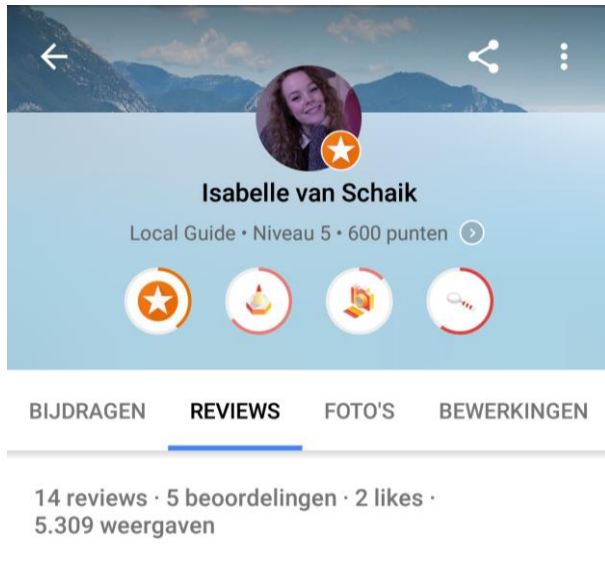 Isabelle van Schaik
Local Guide • Niveau 5 • 600 punten
BIJDRAGEN REVIEWS FOTO'S BEWERKINGEN
14 reviews · 5 beoordelingen · 2 likes ·
5.309 weergaven